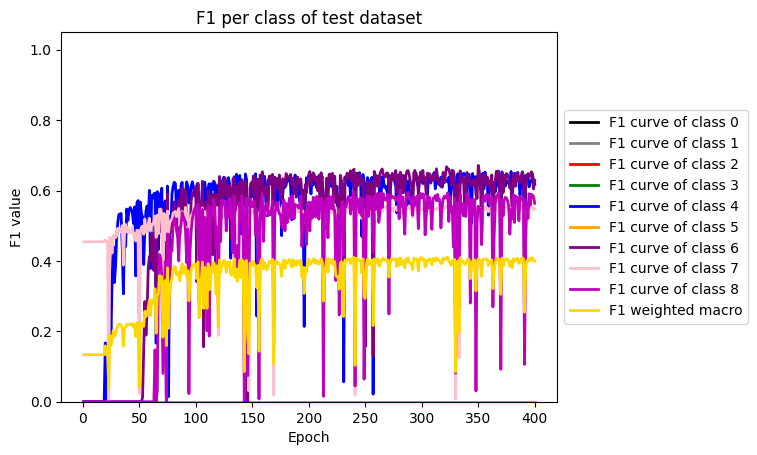 F1 per class of test dataset
F1 value
1.0
0.8
0.6
0.4
0.2
0.0
0
50
100
150
200
250
300
350
400
Epoch
F1 curve of class 0
F1 curve of class 1
F1 curve of class 2
F1 curve of class 3
F1 curve of class 4
F1 curve of class 5
F1 curve of class 6
F1 curve of class 7
F1 curve of class 8
F1 weighted macro